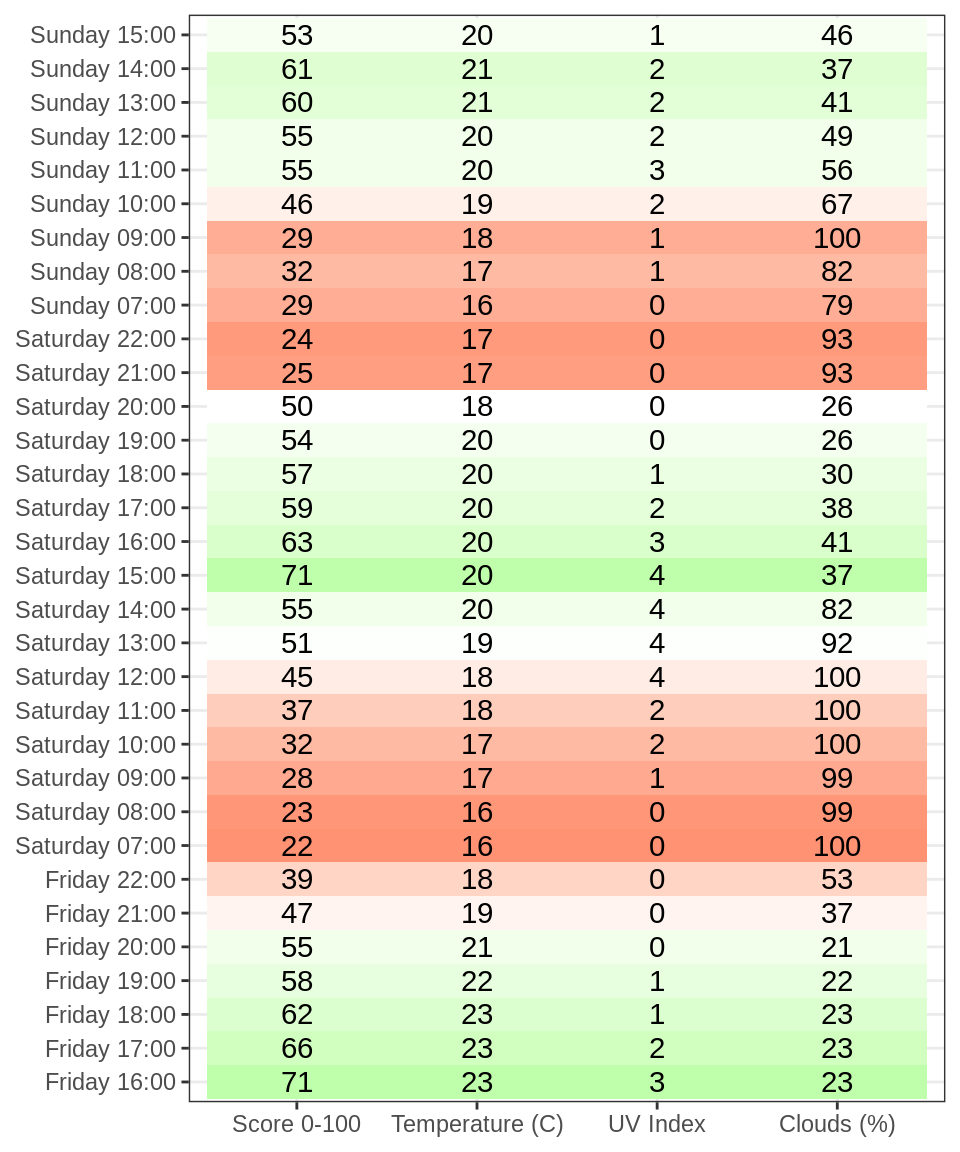 Sunday 15:00 53 20 1 46
Sunday 14:00 61 21 2 37
Sunday 13:00 60 21 2 41
Sunday 12:00 55 20 2 49
Sunday 11:00 55 20 3 56
Sunday 10:00 46 19 2 67
Sunday 09:00 29 18 1 100
Sunday 08:00 32 17 1 82
Sunday 07:00 29 16 0 79
Saturday 22:00 24 17 0 93
Saturday 21:00 25 17 0 93
Saturday 20:00 50 18 0 26
Saturday 19:00 54 20 0 26
Saturday 18:00 57 20 1 30
Saturday 17:00 59 20 2 38
Saturday 16:00 63 20 3 41
Saturday 15:00 71 20 4 37
Saturday 14:00 55 20 4 82
Saturday 13:00 51 19 4 92
Saturday 12:00 45 18 4 100
Saturday 11:00 37 18 2 100
Saturday 10:00 32 17 2 100
Saturday 09:00 28 17 1 99
Saturday 08:00 23 16 0 99
Saturday 07:00 22 16 0 100
Friday 22:00 39 18 0 53
Friday 21:00 47 19 0 37
Friday 20:00 55 21 0 21
Friday 19:00 58 22 1 22
Friday 18:00 62 23 1 23
Friday 17:00 66 23 2 23
Friday 16:00 71 23 3 23
Score 0-100 Temperature (C) UV Index Clouds (%)